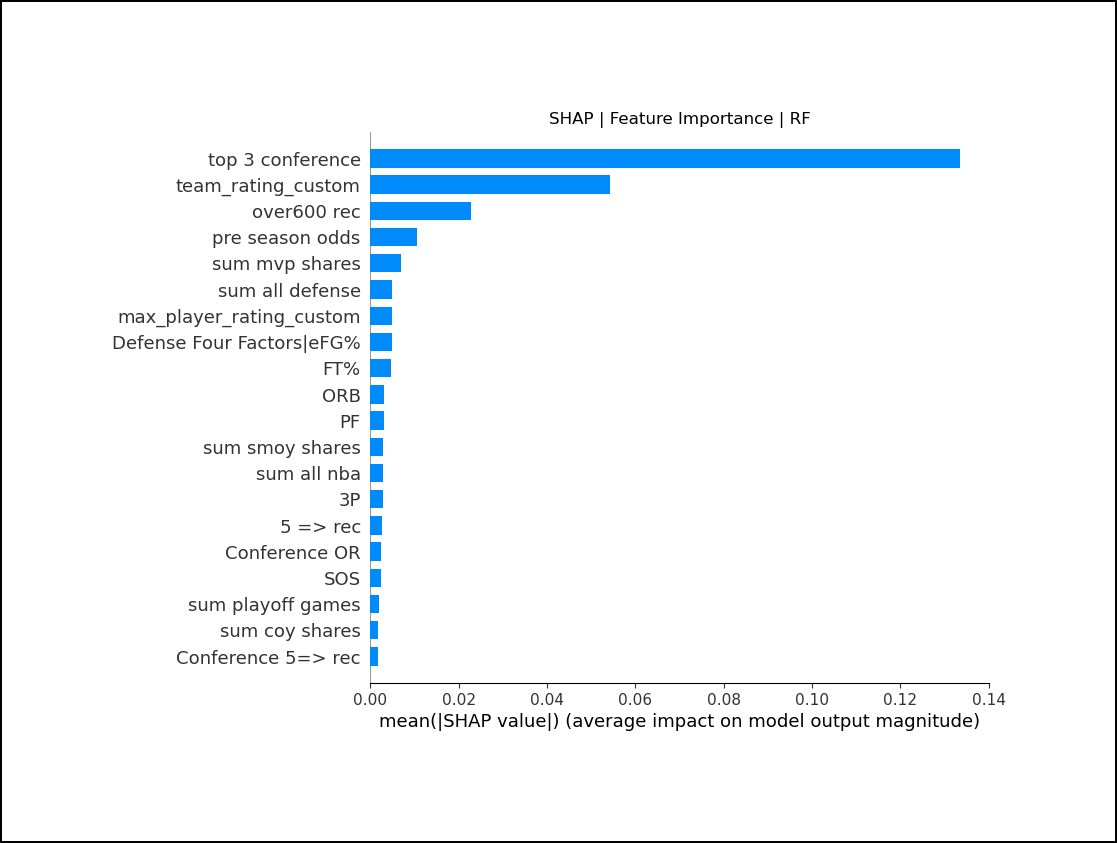 SHAP | Feature Importance | RF
top 3 conference
team_rating_custom
over600 rec
pre season odds
sum mvp shares
sum all defense
max_player_rating_custom
Defense Four Factors|eFG%
FT%
ORB
PF
sum smoy shares
sum all nba
3P
5 => rec
Conference OR
SOS
sum playoff games
sum coy shares
Conference 5=> rec
0.00 0.02 0.04 0.06 0.08 0.10 0.12 0.14
mean(|SHAP value|) (average impact on model output magnitude)